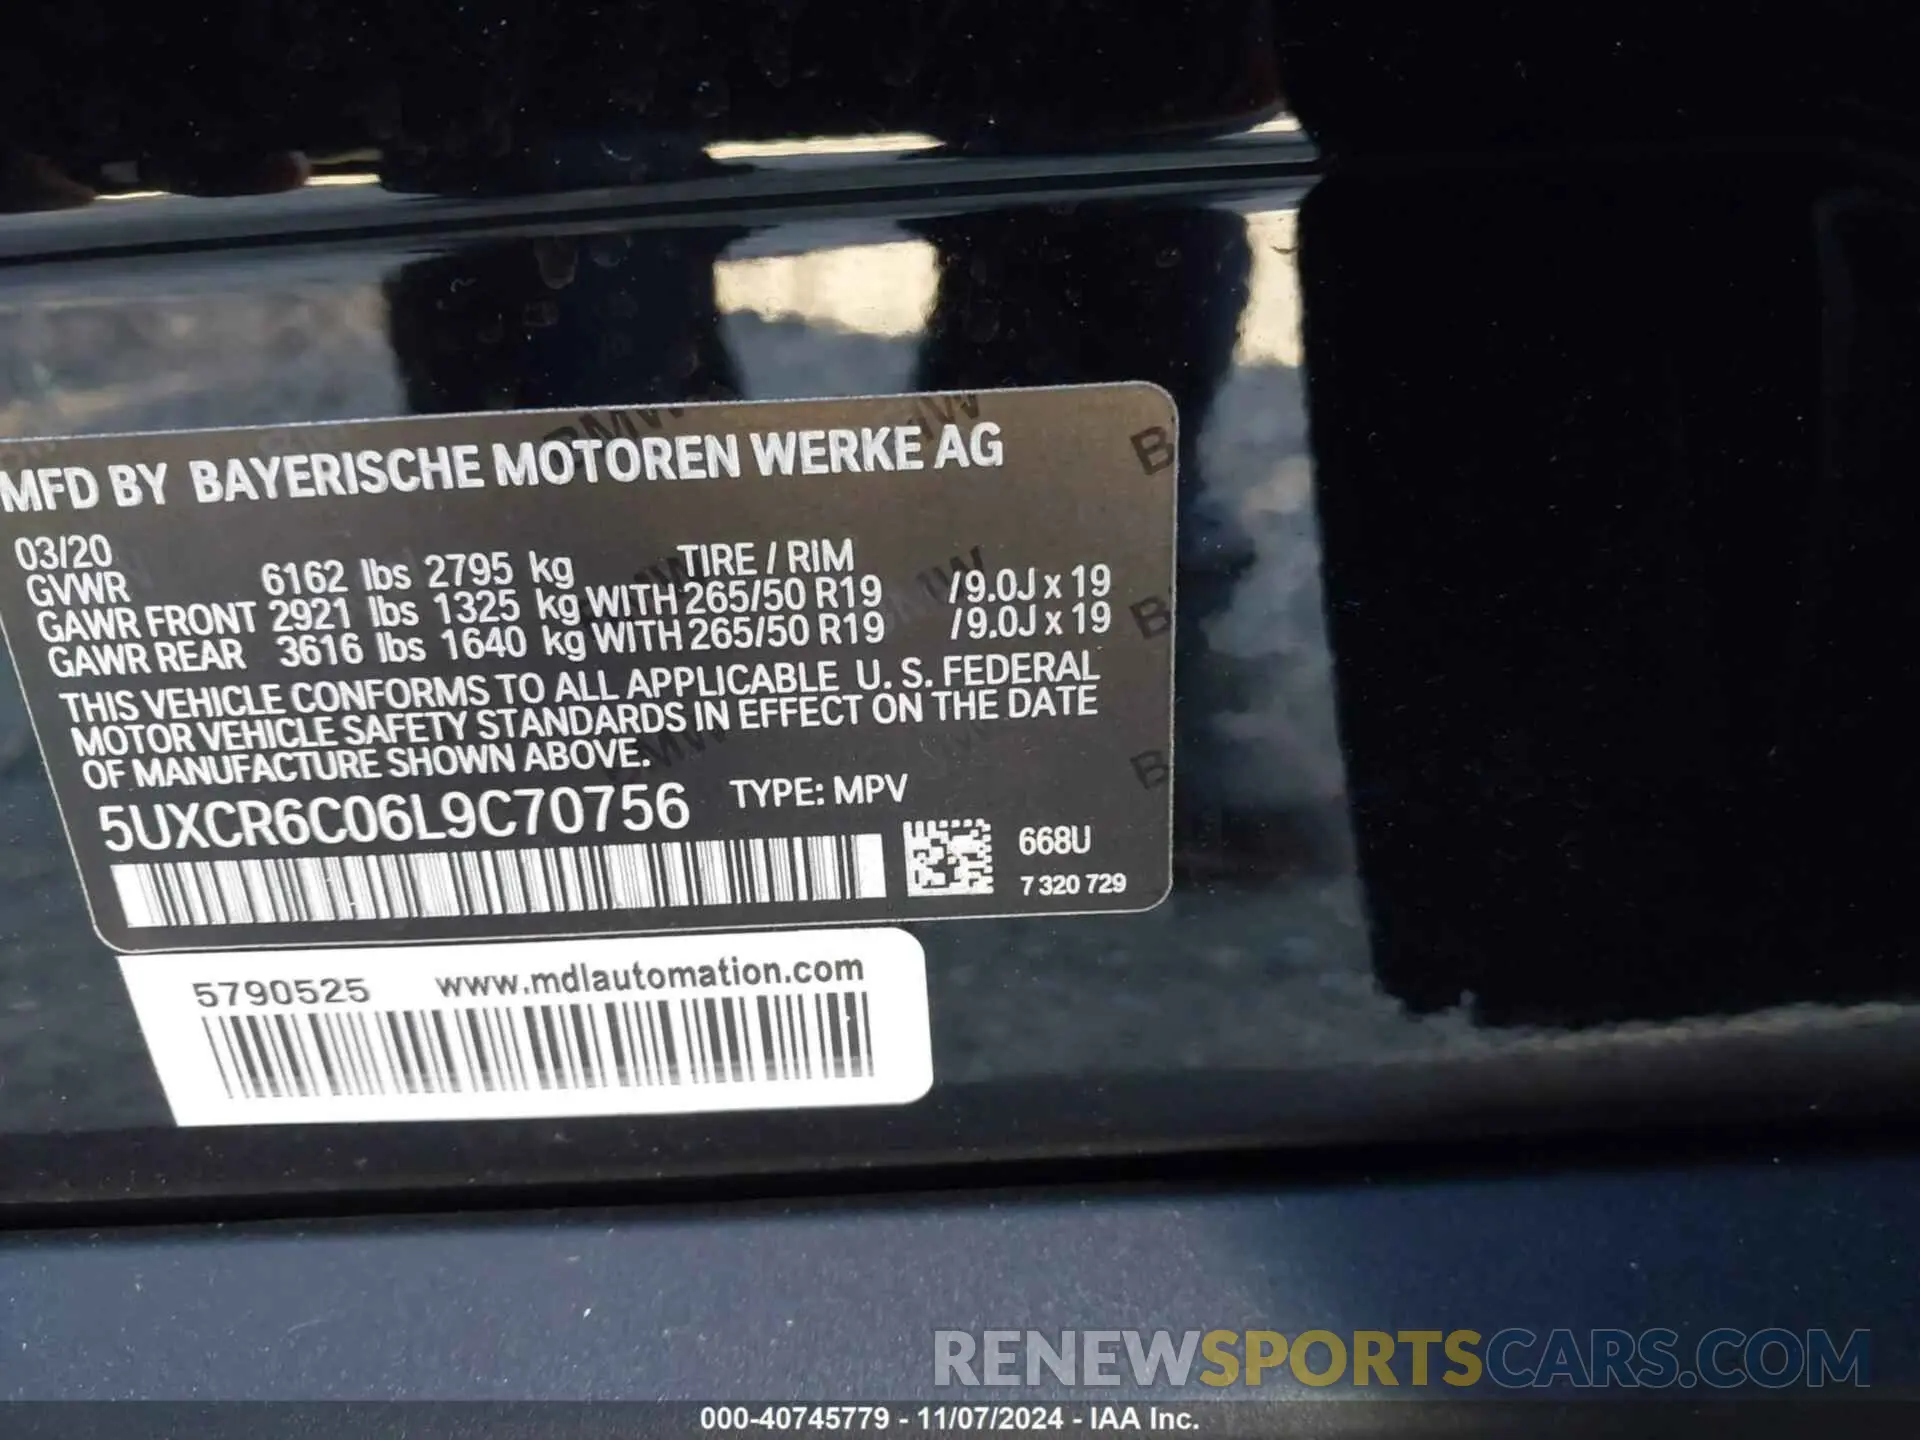 MFD BY BAYERISCHE MOTOREN WERKE AG
03/20 TIRE / RIM
GVWR 6162 lbs 2795 kg
GAWR FRONT 2921 lbs 1325 kg WITH 265/50 R19 /9.0J x 19
GAWR REAR 3616 lbs 1640 kg WITH 265/50 R19 /9.0J x 19
THIS VEHICLE CONFORMS TO ALL APPLICABLE U. S. FEDERAL
MOTOR VEHICLE SAFETY STANDARDS IN EFFECT ON THE DATE
OF MANUFACTURE SHOWN ABOVE.
5UXCR6C06L9C70756 TYPE: MPV
668U
7 320 729
5790525 www.mdlautomation.com
RENEWSPORTSCARS.COM
000-40745779 - 11/07/2024 - IAA Inc.